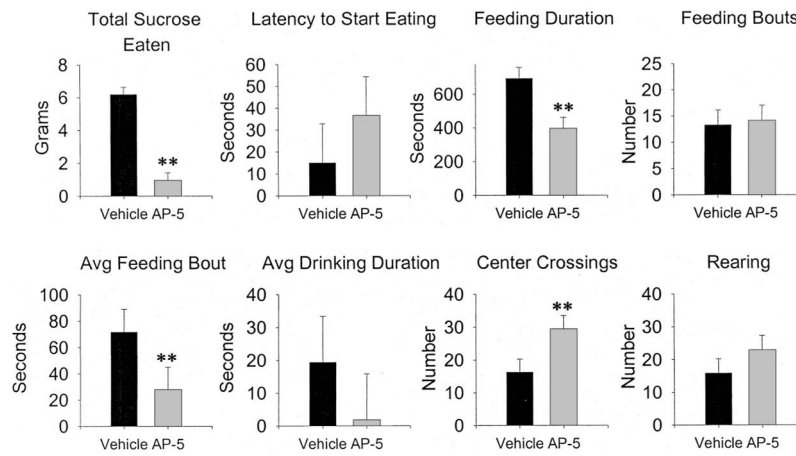 Total Sucrose
Eaten
Grams
8
6
4
2
0
**
Vehicle AP-5
Latency to Start Eating
Seconds
60
50
40
30
20
10
0
Vehicle AP-5
Feeding Duration
Seconds
600
400
200
0
**
Vehicle AP-5
Feeding Bouts
Number
25
20
15
10
5
0
Vehicle AP-5
Avg Feeding Bout
Seconds
100
80
60
40
20
0
**
Vehicle AP-5
Avg Drinking Duration
Seconds
40
30
20
10
0
Vehicle AP-5
Center Crossings
Number
40
30
20
10
0
**
Vehicle AP-5
Rearing
Number
40
30
20
10
0
Vehicle AP-5